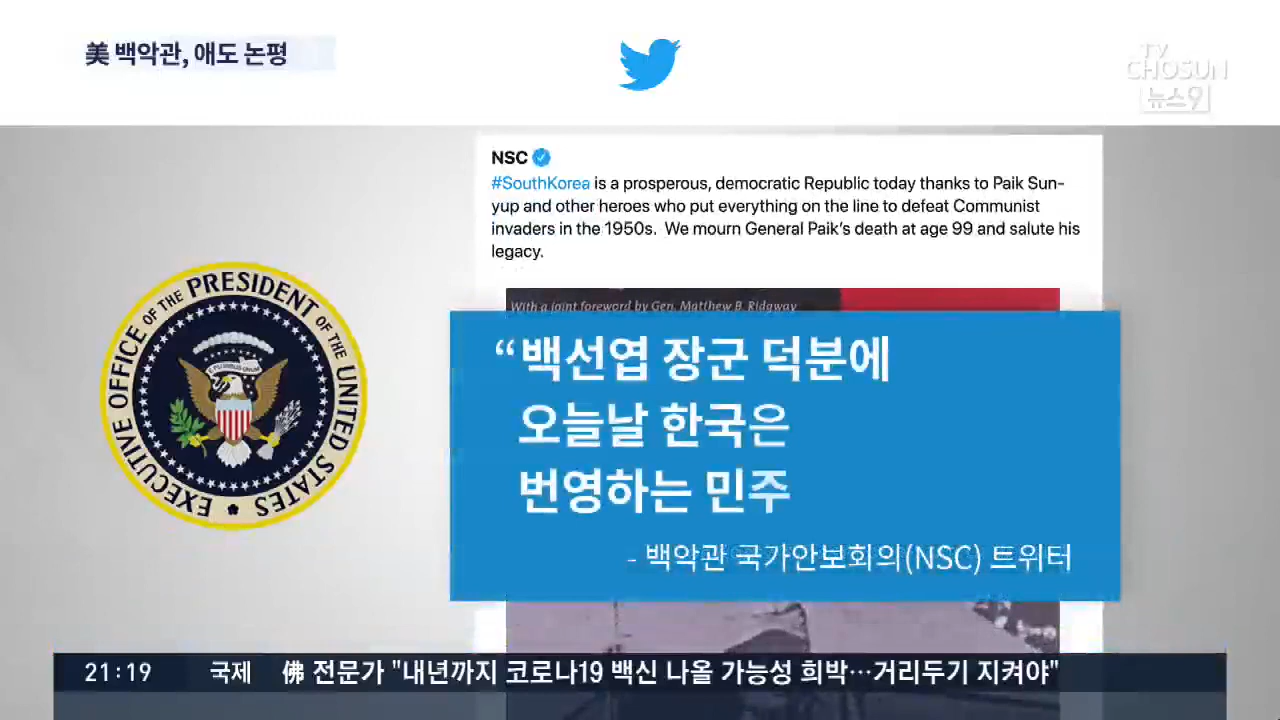 美 백악관, 애도 논평
TV
CHOSUN
뉴스9
NSC
#SouthKorea is a prosperous, democratic Republic today thanks to Paik Sun-
yup and other heroes who put everything on the line to defeat Communist
invaders in the 1950s. We mourn General Paik's death at age 99 and salute his
legacy.
With a joint foreword by Gen. Matthew B. Ridgway
EXECUTIVE OFFICE OF THE PRESIDENT OF THE UNITED STATES
“백선엽 장군 덕분에
오늘날 한국은
번영하는 민주
- 백악관 국가안보회의(NSC) 트위터
21:19 국제 佛 전문가 "내년까지 코로나19 백신 나올 가능성 희박…거리두기 지켜야"